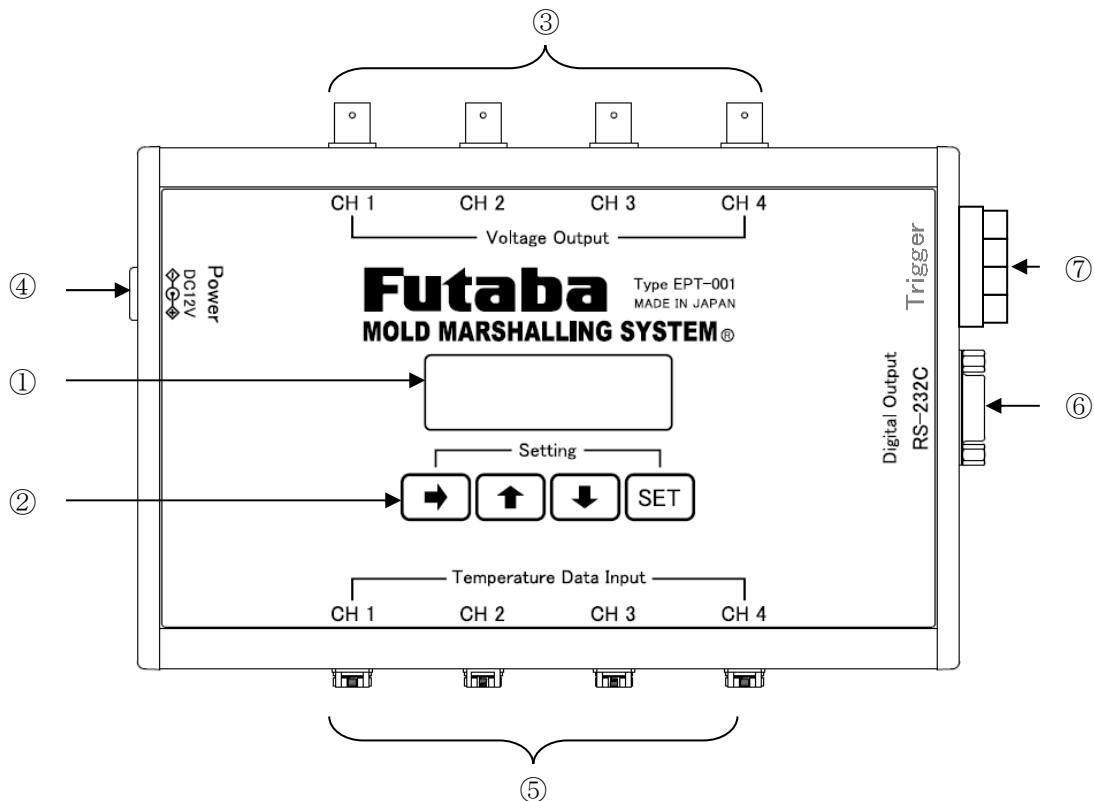 ③
CH 1 CH 2 CH 3 CH 4
Voltage Output
④
Power
DC12V
Futaba Type EPT-001
MADE IN JAPAN
MOLD MARSHALLING SYSTEM®
Trigger
⑦
①
Digital Output
RS-232C
⑥
Setting
②
SET
Temperature Data Input
CH 1 CH 2 CH 3 CH 4
⑤